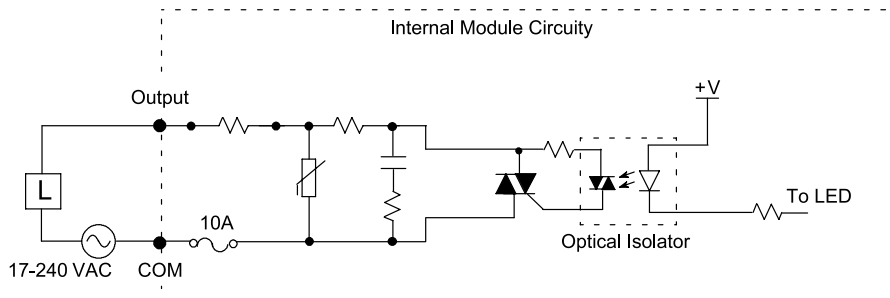 Internal Module Circuity
Output
+V
L
10A
To LED
Optical Isolator
17-240 VAC
COM